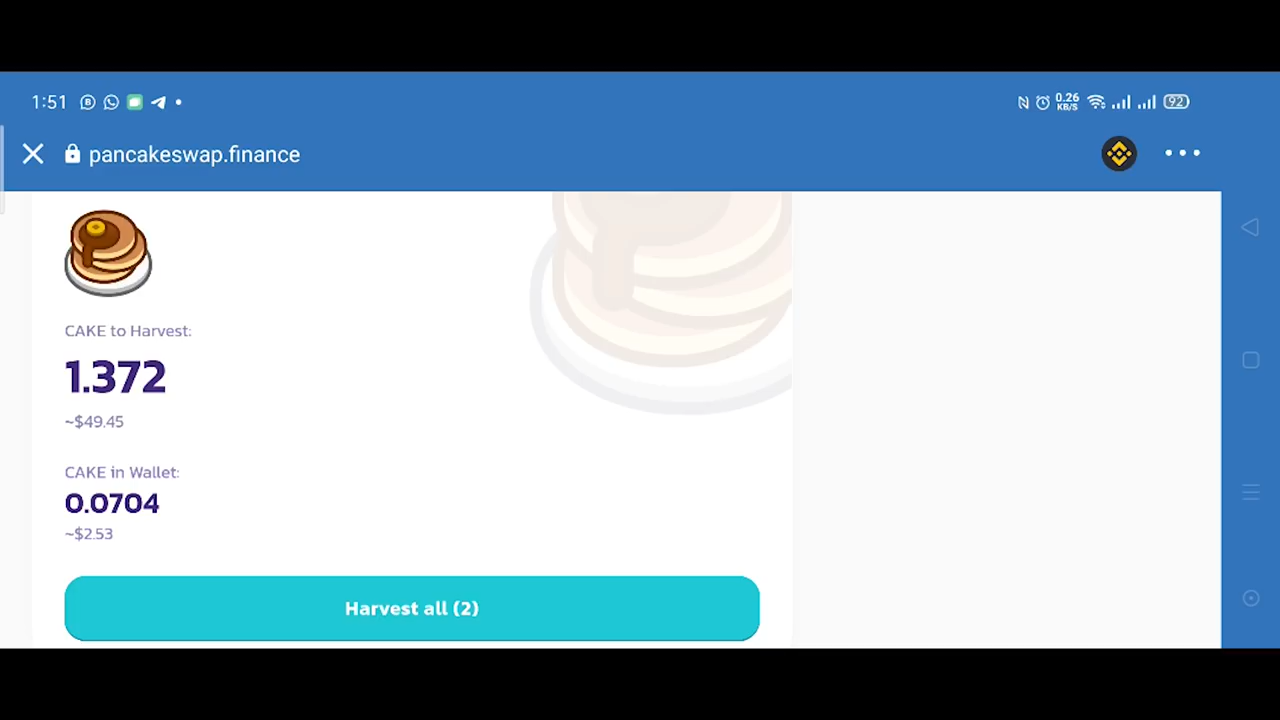 1:51
0.26
KB/S
92
pancakeswap.finance
CAKE to Harvest:
1.372
~$49.45
CAKE in Wallet:
0.0704
~$2.53
Harvest all (2)